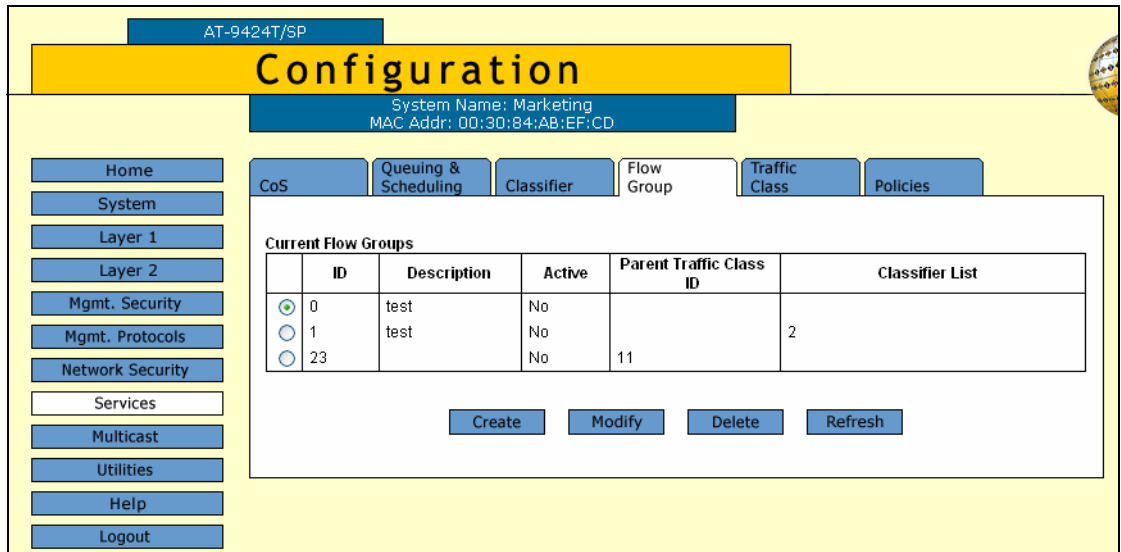 AT-9424T/SP
Configuration
System Name: Marketing
MAC Addr: 00:30:84:AB:EF:CD
Home
System
Layer 1
Layer 2
Mgmt. Security
Mgmt. Protocols
Network Security
Services
Multicast
Utilities
Help
Logout
CoS
Queuing &
Scheduling
Classifier
Flow
Group
Traffic
Class
Policies
Current Flow Groups
ID Description Active Parent Traffic Class ID Classifier List
0 test No
1 test No 2
23 No 11
Create Modify Delete Refresh